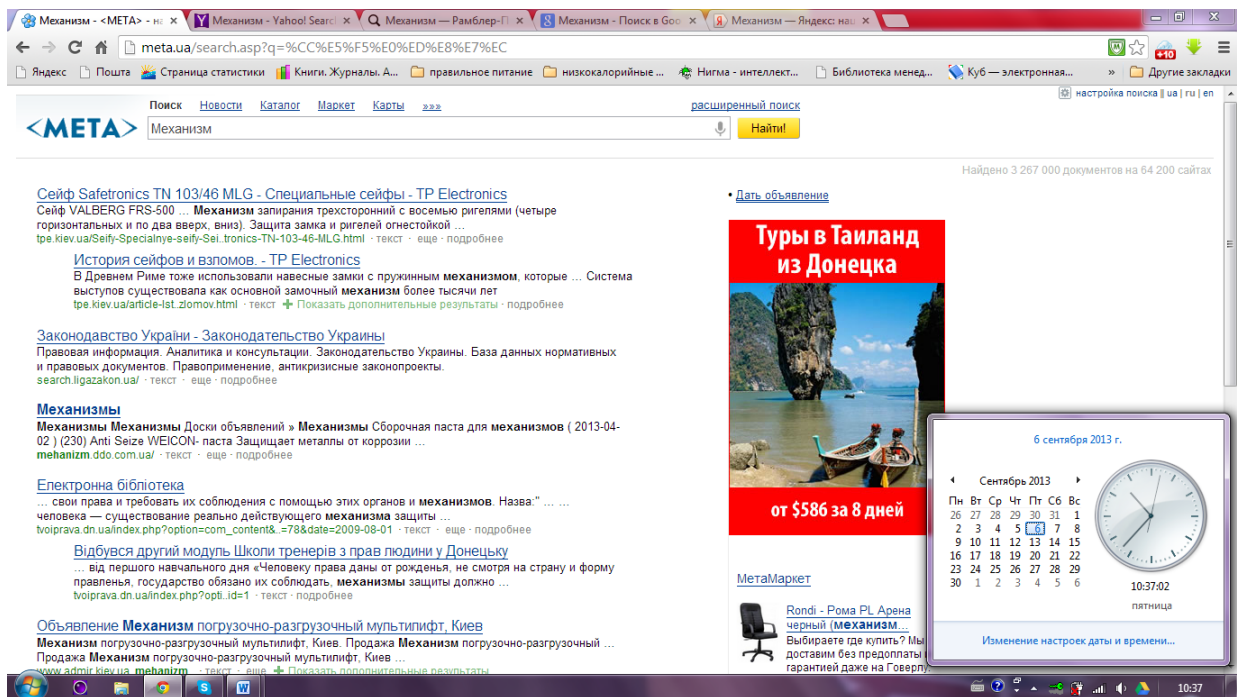 Механизм - <META> - на
Механизм - Yahoo! Searc
Механизм — Рамблер-П
Механизм - Поиск в Goo
Механизм — Яндекс: наш
meta.ua/search.asp?q=%CC%E5%F5%E0%ED%E8%E7%EC
+10
Яндекс Почта Страница статистики Книги. Журналы. А... правильное питание низкокалорийные ... Нигма - интеллект... Библиотека менед... Куб — электронная... » Другие закладки
настройка поиска || ua | ru | en
Поиск Новости Каталог Маркет Карты »»»
расширенный поиск
<META>
Механизм
Найти!
Найдено 3 267 000 документов на 64 200 сайтах
Сейф Safetronics TN 103/46 MLG - Специальные сейфы - TP Electronics
Сейф VALBERG FRS-500 ... Механизм запирания трехсторонний с восемью ригелями (четыре
горизонтальных и по два вверх, вниз). Защита замка и ригелей огнестойкой ...
tpe.kiev.ua/Seify-Specialnye-seify-Sei..tronics-TN-103-46-MLG.html · текст · еще · подробнее
История сейфов и взломов. - TP Electronics
В Древнем Риме тоже использовали навесные замки с пружинным механизмом, которые ... Система
выступов существовала как основной замочный механизм более тысячи лет
tpe.kiev.ua/article-Ist..zlomov.html · текст Показать дополнительные результаты · подробнее
Законодавство України - Законодательство Украины
Правовая информация. Аналитика и консультации. Законодательство Украины. База данных нормативных
и правовых документов. Правоприменение, антикризисные законопроекты.
search.ligazakon.ua/ · текст · еще · подробнее
Механизмы
Механизмы Механизмы Доски объявлений » Механизмы Сборочная паста для механизмов ( 2013-04-
02 ) (230) Anti Seize WEICON- паста Защищает металлы от коррозии ...
mehanizm.ddo.com.ua/ · текст · еще · подробнее
Електронна бібліотека
... свои права и требовать их соблюдения с помощью этих органов и механизмов. Назва:" ... ...
человека — существование реально действующего механизма защиты ...
tvoiprava.dn.ua/index.php?option=com_content&..=78&date=2009-08-01 · текст · еще · подробнее
Відбувся другий модуль Школи тренерів з прав людини у Донецьку
... від першого навчального дня «Человеку права даны от рожденья, не смотря на страну и форму
правленья, государство обязано их соблюдать, механизмы защиты должно ...
tvoiprava.dn.ua/index.php?opti..id=1 · текст · еще · подробнее
Объявление Механизм погрузочно-разгрузочный мультилифт, Киев
Механизм погрузочно-разгрузочный мультилифт, Киев. Продажа Механизм погрузочно-разгрузочный ...
Продажа Механизм погрузочно-разгрузочный мультилифт, Киев ...
www.admir.kiev.ua mehanizm · текст · еще Показать дополнительные результаты
• Дать объявление
Туры в Таиланд
из Донецка
от $586 за 8 дней
МетаМаркет
Rondi - Рома PL Арена
черный (механизм...
Выбираете где купить? Мы
доставим без предоплаты
гарантией даже на Говерлу.
6 сентября 2013 г.
Сентябрь 2013
Пн Вт Ср Чт Пт Сб Вс
26 27 28 29 30 31 1
2 3 4 5 6 7 8
9 10 11 12 13 14 15
16 17 18 19 20 21 22
23 24 25 26 27 28 29
30 1 2 3 4 5 6
10:37:02
пятница
Изменение настроек даты и времени...
10:37